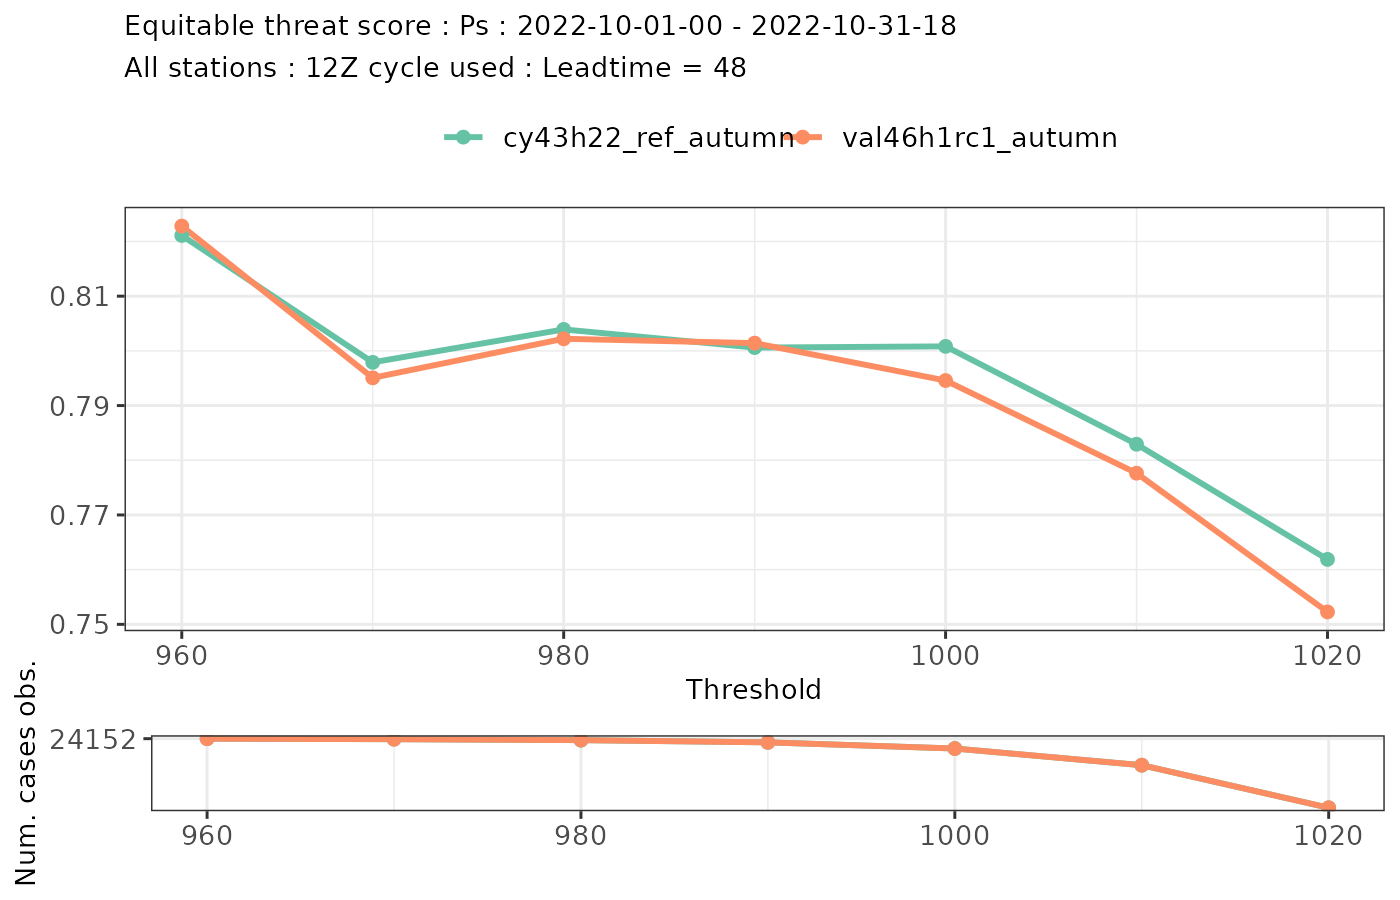 Equitable threat score : Ps : 2022-10-01-00 - 2022-10-31-18
All stations : 12Z cycle used : Leadtime = 48
cy43h22_ref_autumn val46h1rc1_autumn
0.81
0.79
0.77
0.75
960 980 1000 1020
Threshold
Num. cases obs.
24152
960 980 1000 1020